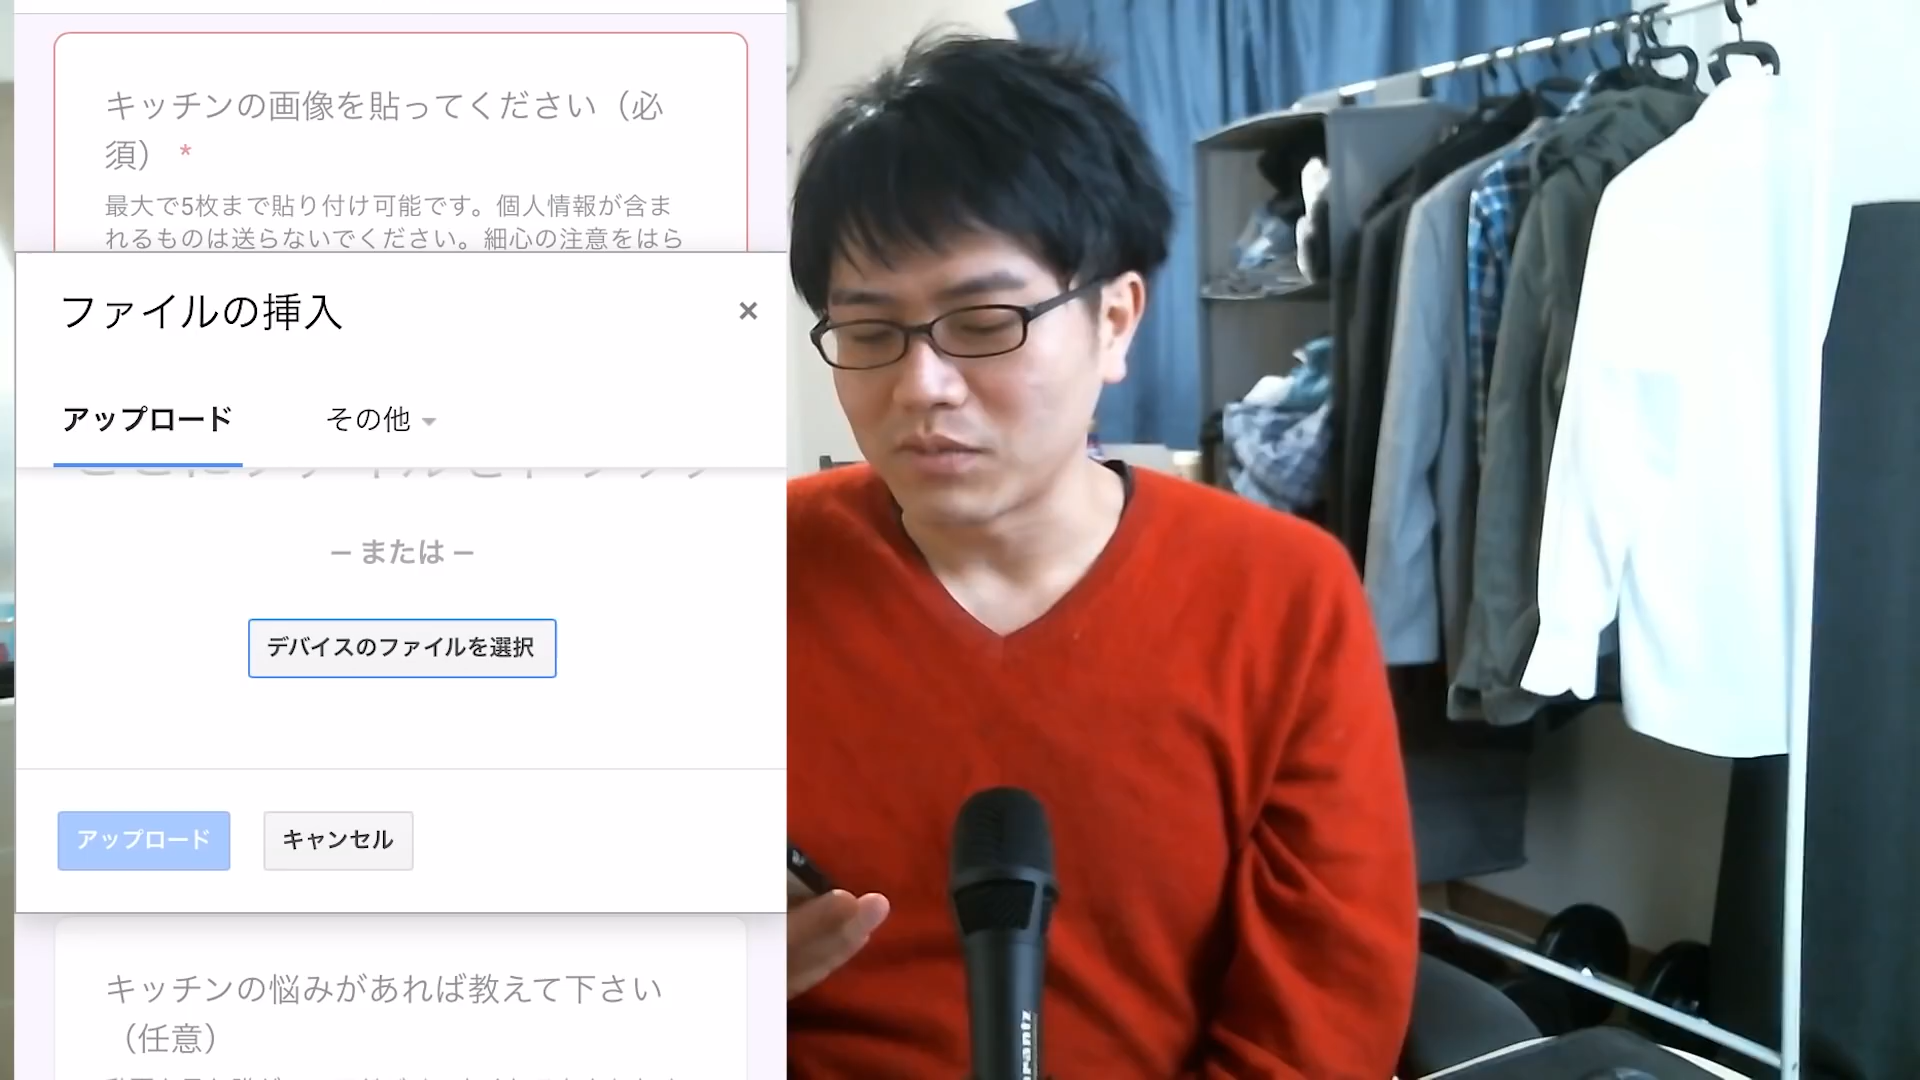 キッチンの画像を貼ってください（必
須） *
最大で5枚まで貼り付け可能です。個人情報が含ま
れるものは送らないでください。細心の注意をはら
ファイルの挿入
×
アップロード
その他
– または –
デバイスのファイルを選択
アップロード
キャンセル
キッチンの悩みがあれば教えて下さい
（任意）
rantz